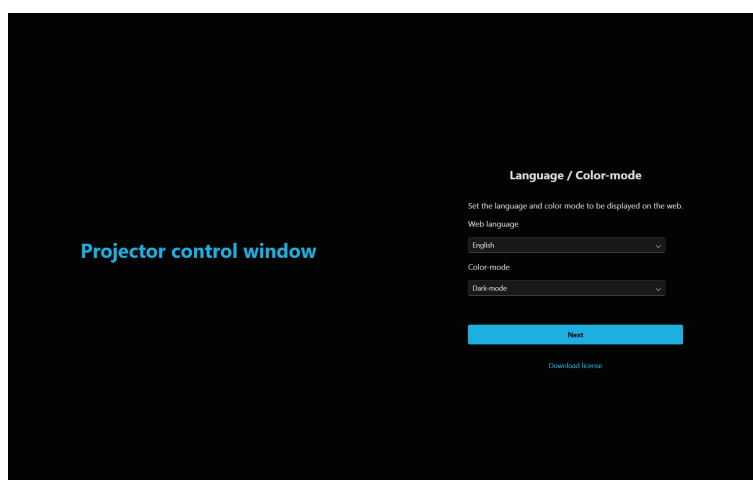 Projector control window
Language / Color-mode
Set the language and color mode to be displayed on the web.
Web language
English
Color-mode
Dark-mode
Next
Download license